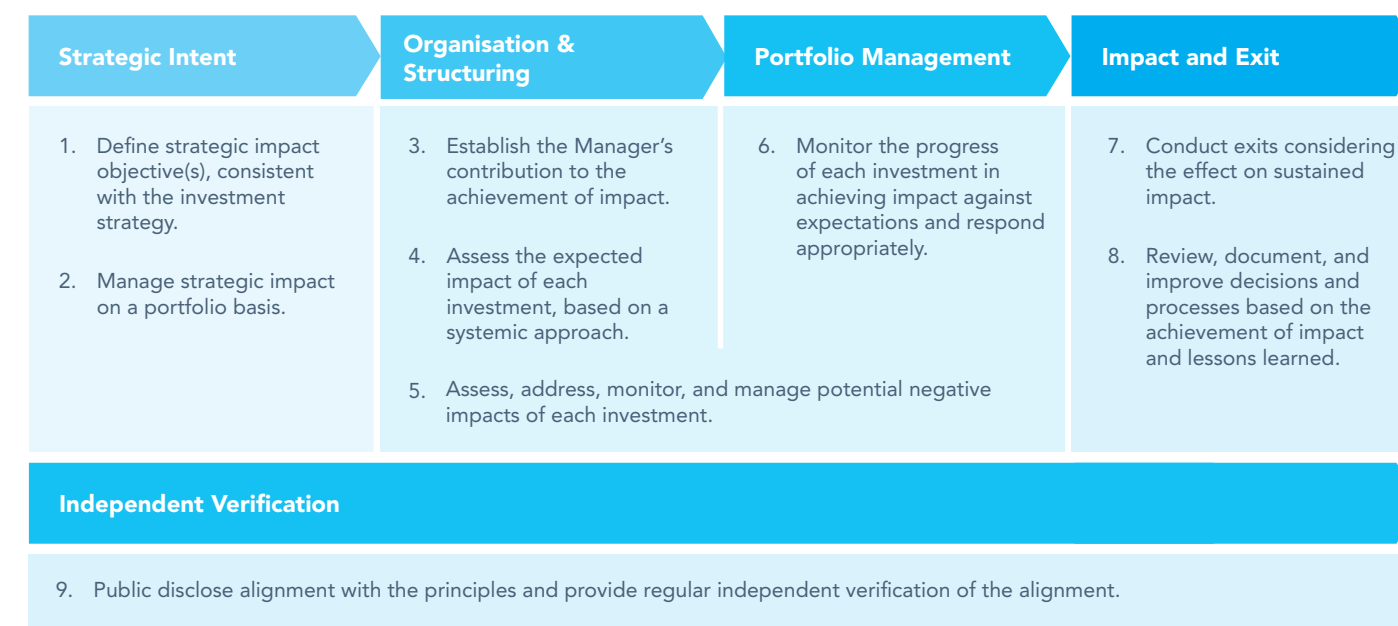 Strategic Intent
Organisation &
Structuring
Portfolio Management
Impact and Exit
1. Define strategic impact
objective(s), consistent
with the investment
strategy.
2. Manage strategic impact
on a portfolio basis.
3. Establish the Manager’s
contribution to the
achievement of impact.
4. Assess the expected
impact of each
investment, based on a
systemic approach.
5. Assess, address, monitor, and manage potential negative
impacts of each investment.
6. Monitor the progress
of each investment in
achieving impact against
expectations and respond
appropriately.
7. Conduct exits considering
the effect on sustained
impact.
8. Review, document, and
improve decisions and
processes based on the
achievement of impact
and lessons learned.
Independent Verification
9. Public disclose alignment with the principles and provide regular independent verification of the alignment.